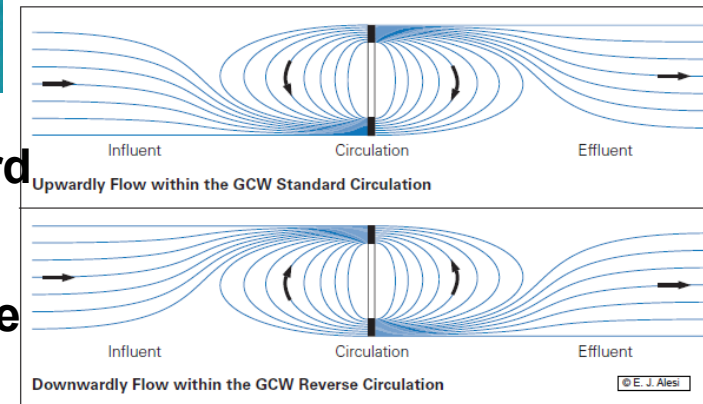 Influent Circulation Effluent
rd
Upwardly Flow within the GCW Standard Circulation
e
Influent Circulation Effluent
Downwardly Flow within the GCW Reverse Circulation
© E. J. Alesi